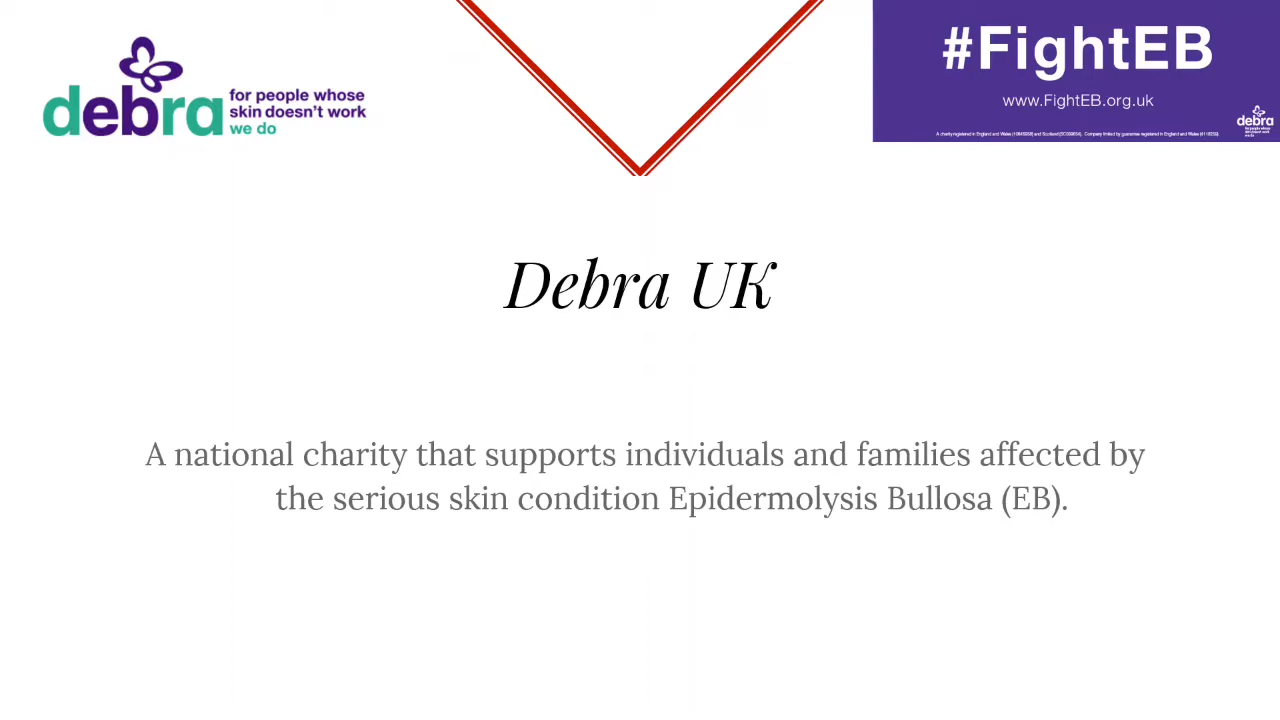 debra
for people whose
skin doesn't work
we do
#FightEB
www.FightEB.org.uk
debra
Debra UK
A national charity that supports individuals and families affected by
the serious skin condition Epidermolysis Bullosa (EB).